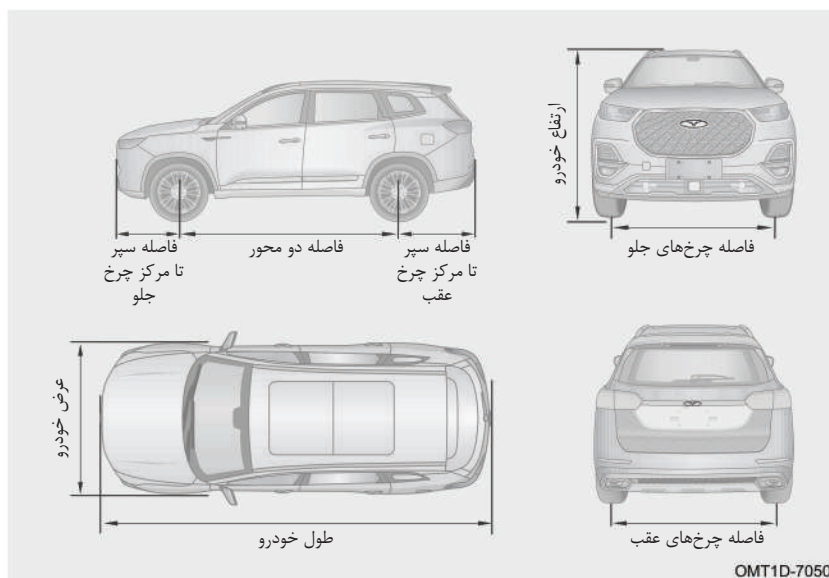 ارتفاع خودرو
فاصله سپر
تا مرکز چرخ
جلو
فاصله دو محور
فاصله سپر
تا مرکز چرخ
عقب
فاصله چرخ‌های جلو
عرض خودرو
طول خودرو
فاصله چرخ‌های عقب
OMT1D-7050